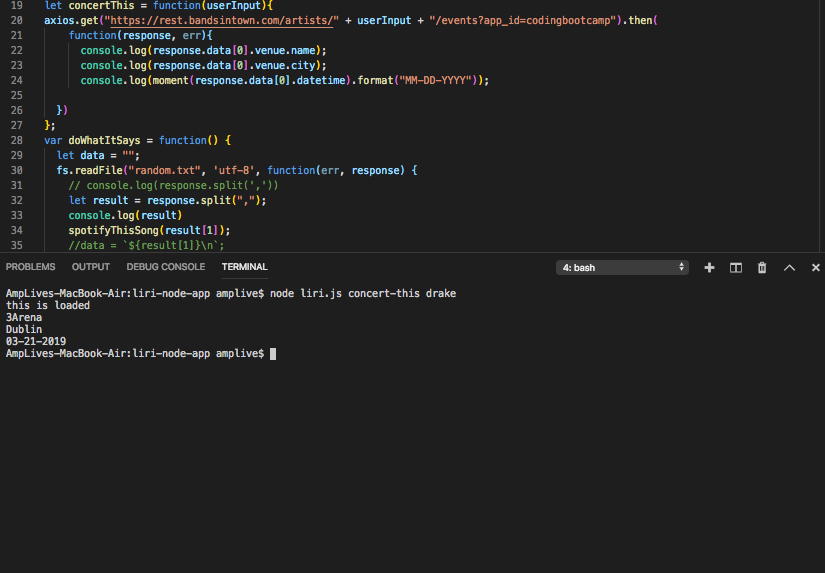 19 let concertThis = function(userInput){
20 axios.get("https://rest.bandsintown.com/artists/" + userInput + "/events?app_id=codingbootcamp").then(
21 function(response, err){
22 console.log(response.data[0].venue.name);
23 console.log(response.data[0].venue.city);
24 console.log(moment(response.data[0].datetime).format("MM-DD-YYYY"));
25
26 })
27 };
28 var doWhatItSays = function() {
29 let data = "";
30 fs.readFile("random.txt", 'utf-8', function(err, response) {
31 // console.log(response.split(','))
32 let result = response.split(",");
33 console.log(result)
34 spotifyThisSong(result[1]);
35 //data = `${result[1]}\n`;
PROBLEMS OUTPUT DEBUG CONSOLE TERMINAL 4: bash
AmpLives-MacBook-Air:liri-node-app amplive$ node liri.js concert-this drake
this is loaded
3Arena
Dublin
03-21-2019
AmpLives-MacBook-Air:liri-node-app amplive$